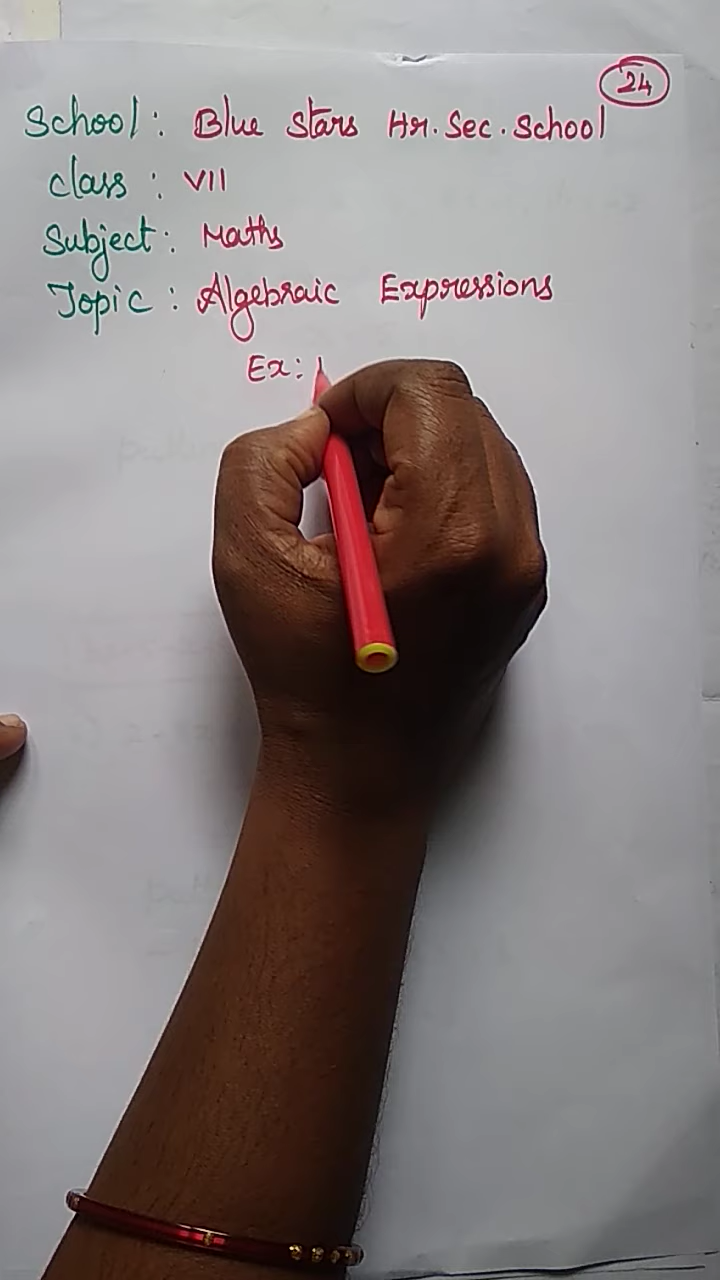 24
School: Blue Stars Hr. Sec. School
Class : VII
Subject: Maths
Topic : Algebraic Expressions
Ex: